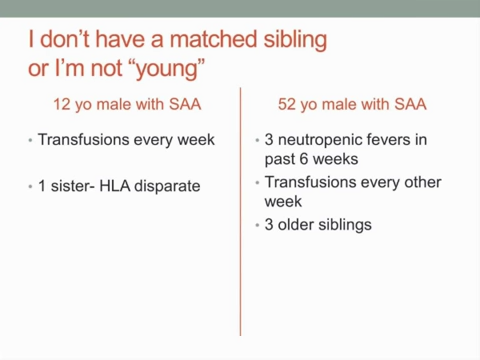 I don't have a matched sibling
or I'm not "young"
12 yo male with SAA
• Transfusions every week
• 1 sister- HLA disparate
52 yo male with SAA
• 3 neutropenic fevers in
past 6 weeks
• Transfusions every other
week
• 3 older siblings